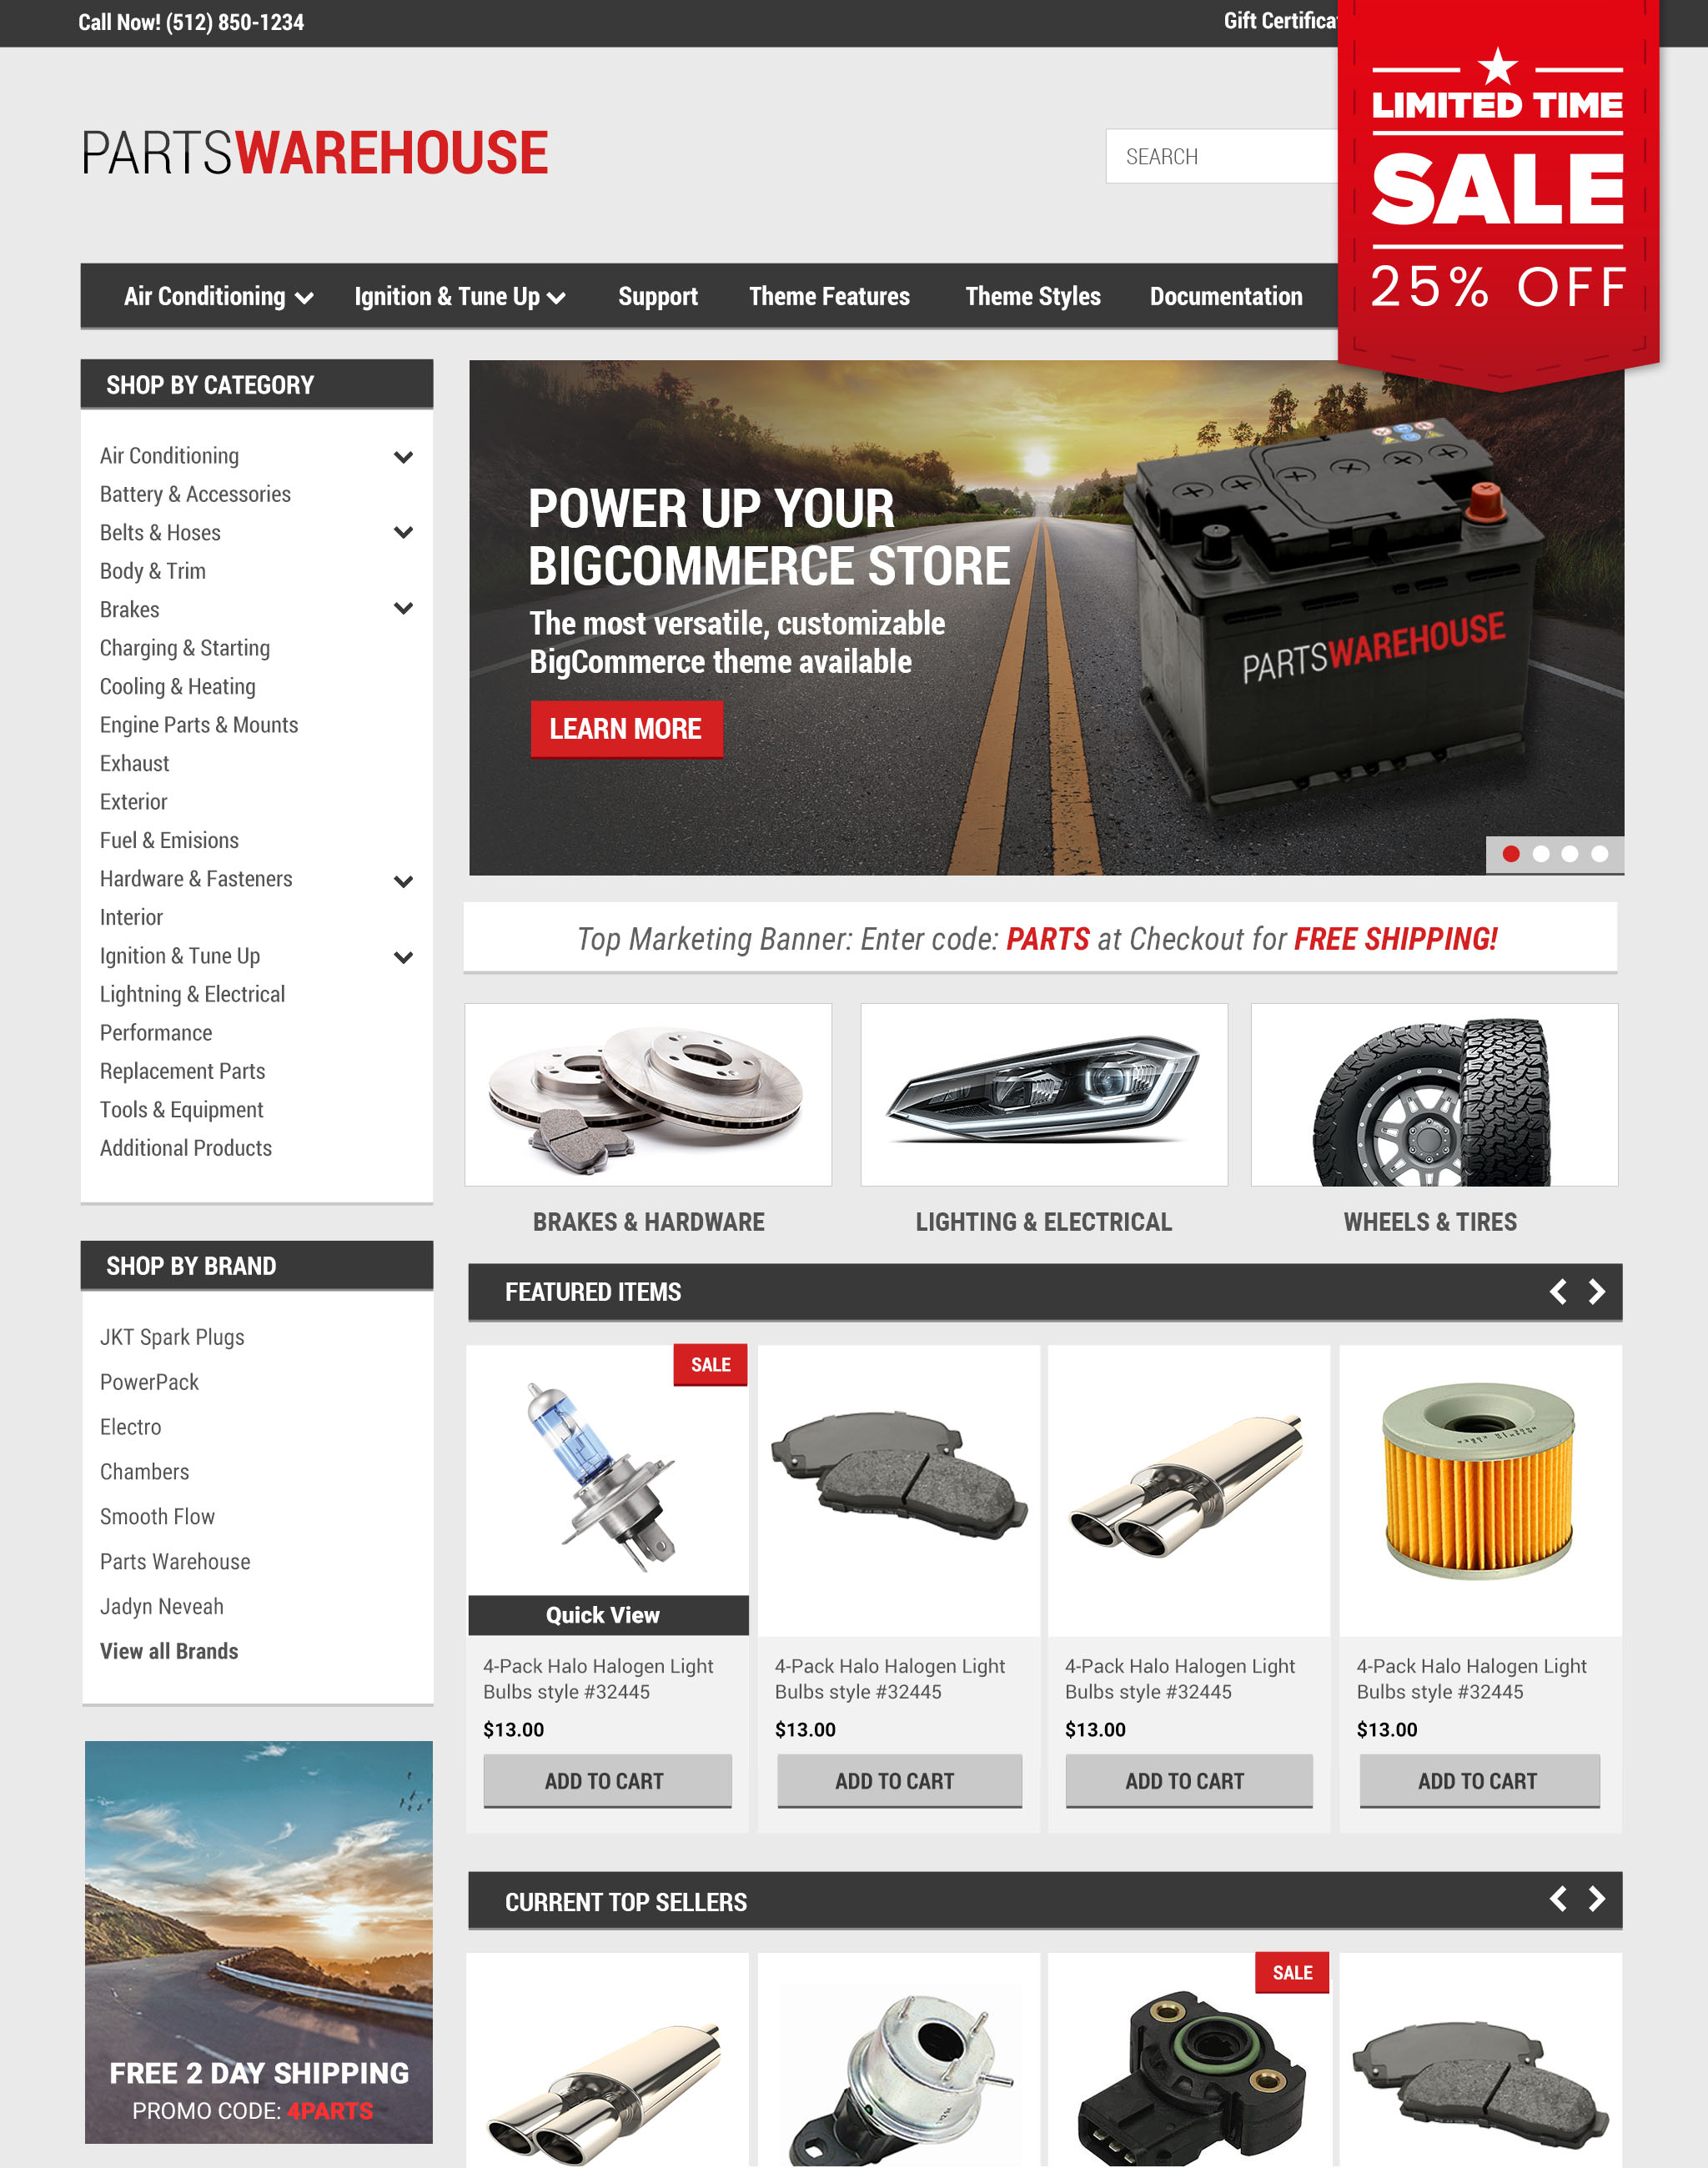 Call Now! (512) 850-1234
Gift Certifica
LIMITED TIME
SALE
25% OFF
PARTSWAREHOUSE
SEARCH
Air Conditioning
Ignition & Tune Up
Support
Theme Features
Theme Styles
Documentation
SHOP BY CATEGORY
Air Conditioning
Battery & Accessories
Belts & Hoses
Body & Trim
Brakes
Charging & Starting
Cooling & Heating
Engine Parts & Mounts
Exhaust
Exterior
Fuel & Emisions
Hardware & Fasteners
Interior
Ignition & Tune Up
Lightning & Electrical
Performance
Replacement Parts
Tools & Equipment
Additional Products
SHOP BY BRAND
JKT Spark Plugs
PowerPack
Electro
Chambers
Smooth Flow
Parts Warehouse
Jadyn Neveah
View all Brands
FREE 2 DAY SHIPPING
PROMO CODE: 4PARTS
POWER UP YOUR
BIGCOMMERCE STORE
The most versatile, customizable
BigCommerce theme available
LEARN MORE
PARTSWAREHOUSE
Top Marketing Banner: Enter code: PARTS at Checkout for FREE SHIPPING!
BRAKES & HARDWARE
LIGHTING & ELECTRICAL
WHEELS & TIRES
FEATURED ITEMS
SALE
Quick View
4-Pack Halo Halogen Light
Bulbs style #32445
$13.00
ADD TO CART
4-Pack Halo Halogen Light
Bulbs style #32445
$13.00
ADD TO CART
4-Pack Halo Halogen Light
Bulbs style #32445
$13.00
ADD TO CART
4-Pack Halo Halogen Light
Bulbs style #32445
$13.00
ADD TO CART
CURRENT TOP SELLERS
SALE